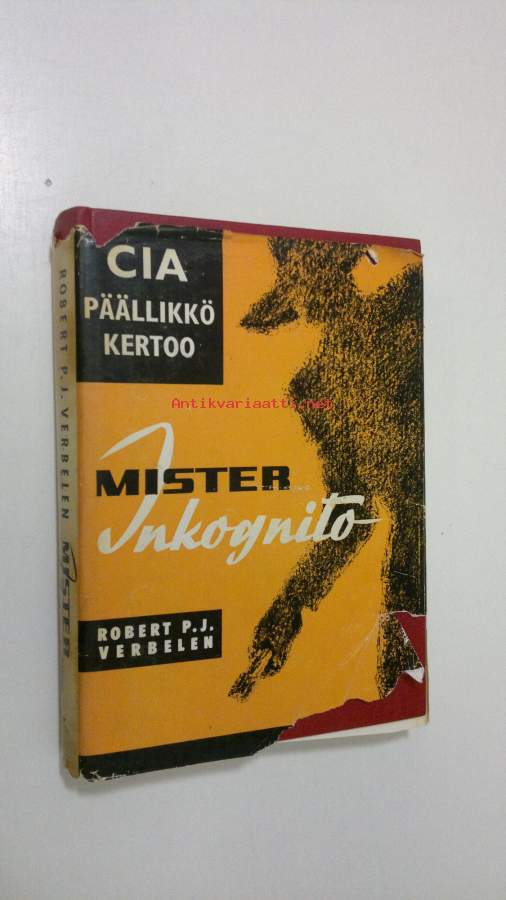 CIA
PÄÄLLIKKÖ
KERTOO
Antikvariaatti.net
MISTER
Inkognito
ROBERT P.J.
VERBELEN
ROBERT P.J. VERBELEN MISTER